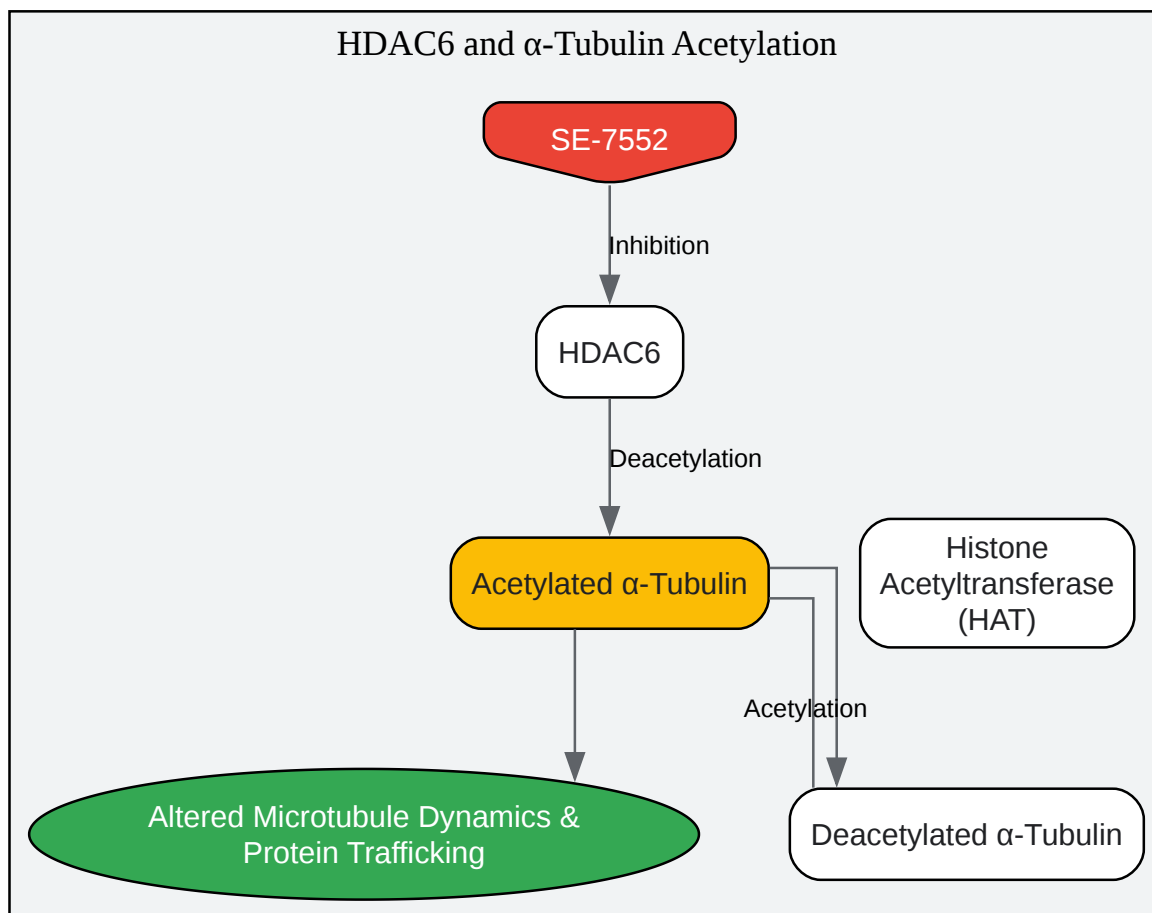 HDAC6 and α-Tubulin Acetylation
SE-7552
Inhibition
HDAC6
Deacetylation
Acetylated α-Tubulin
Histone
Acetyltransferase
(HAT)
Acetylation
Altered Microtubule Dynamics &
Protein Trafficking
Deacetylated α-Tubulin